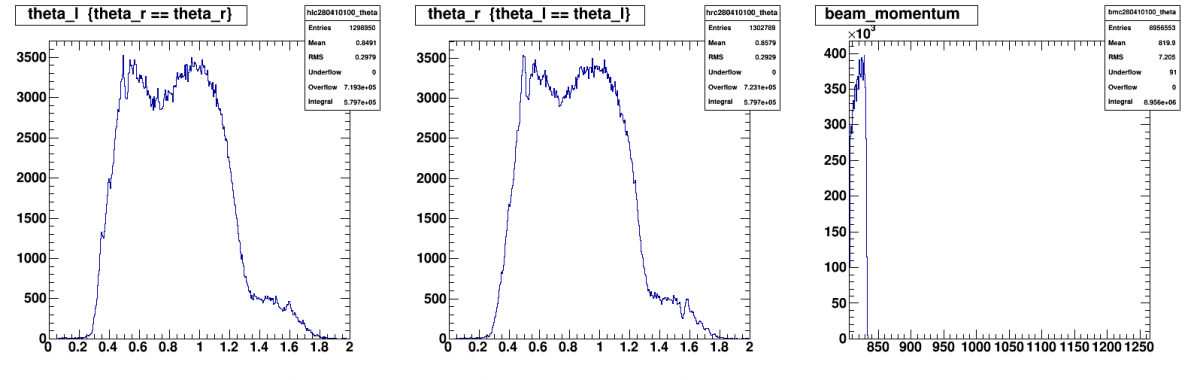 theta_l {theta_r == theta_r}
hlc280410100_theta
Entries 1298950
Mean 0.8491
RMS 0.2979
Underflow 0
Overflow 7.193e+05
Integral 5.797e+05
3500
3000
2500
2000
1500
1000
500
0
0 0.2 0.4 0.6 0.8 1 1.2 1.4 1.6 1.8 2
theta_r {theta_l == theta_l}
hrc280410100_theta
Entries 1302789
Mean 0.8579
RMS 0.2929
Underflow 0
Overflow 7.231e+05
Integral 5.797e+05
3500
3000
2500
2000
1500
1000
500
0
0 0.2 0.4 0.6 0.8 1 1.2 1.4 1.6 1.8 2
beam_momentum
bmc280410100_theta
Entries 8956553
Mean 819.9
RMS 7.205
Underflow 91
Overflow 0
Integral 8.956e+06
×10³
400
350
300
250
200
150
100
50
0
850 900 950 1000 1050 1100 1150 1200 1250